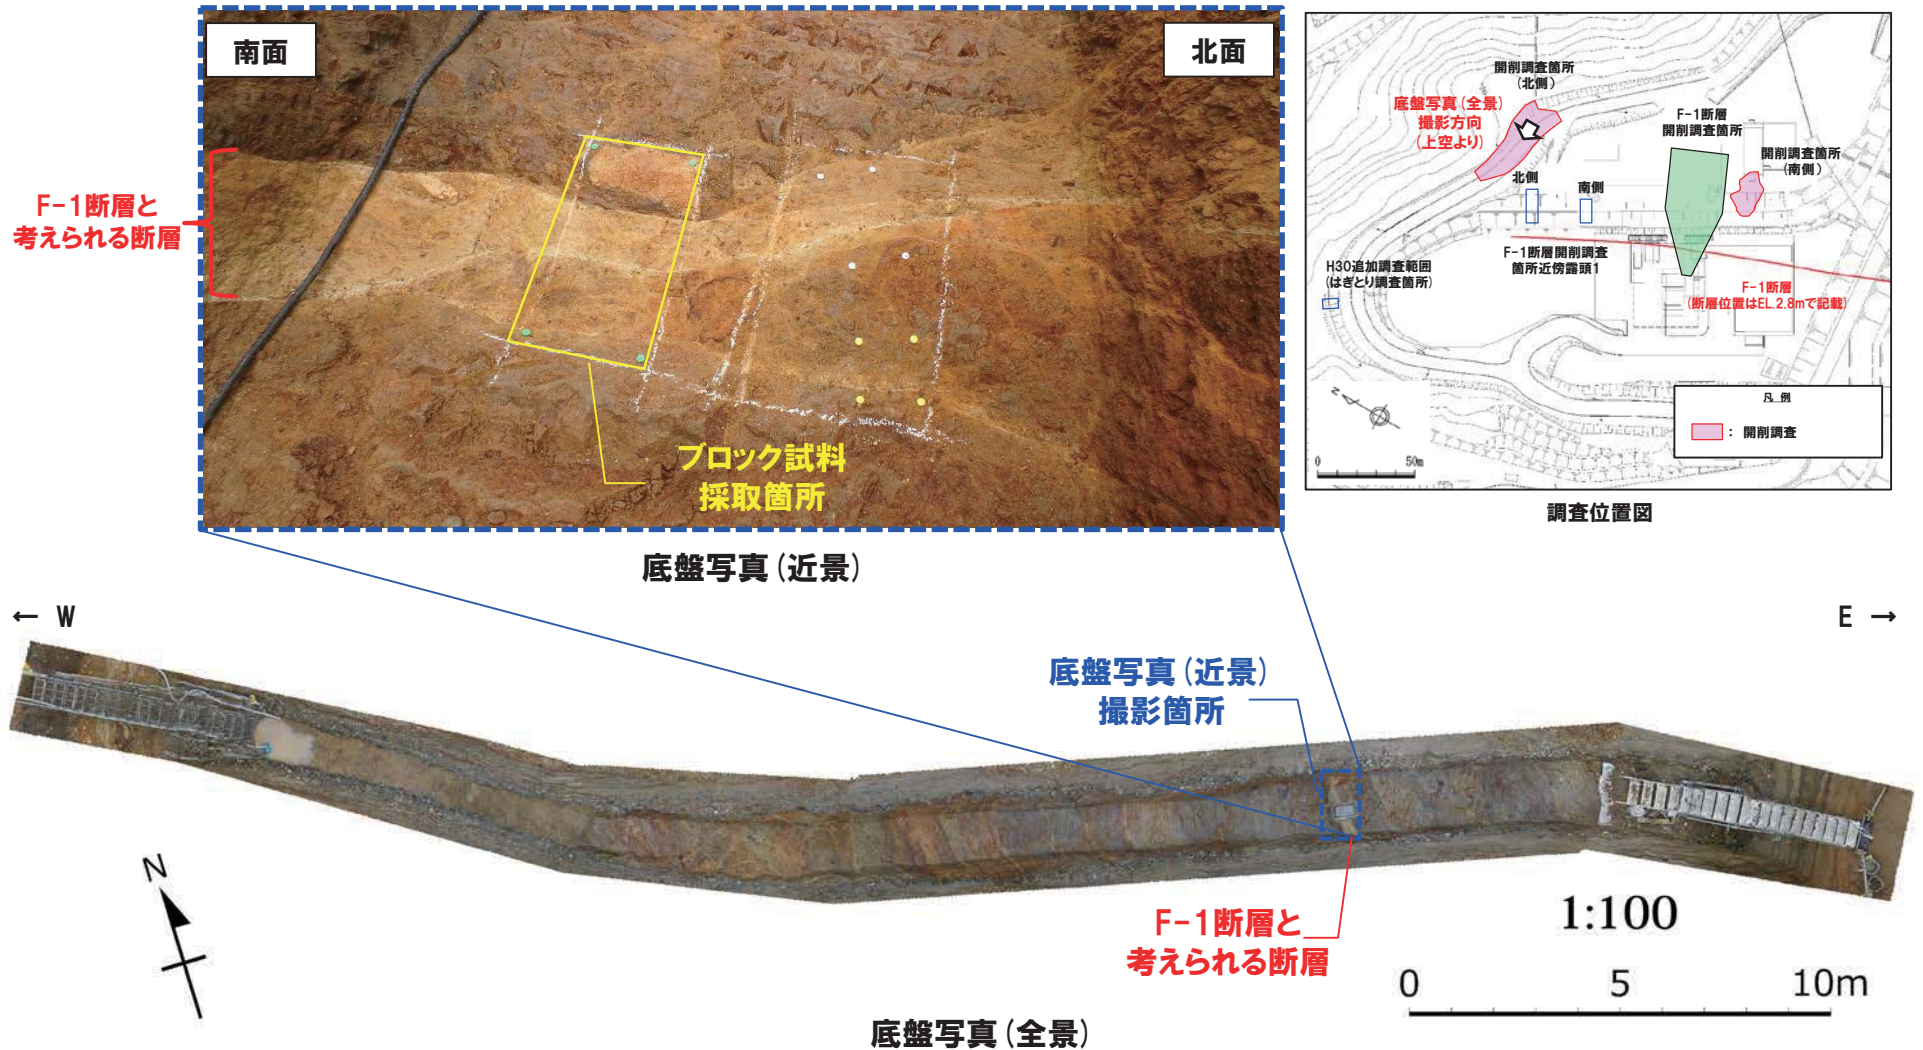 南面
北面
F-1断層と
考えられる断層
ブロック試料
採取箇所
底盤写真(近景)
開削調査箇所
(北側)
底盤写真(全景)
撮影方向
(上空より)
F-1断層
開削調査箇所
開削調査箇所
(南側)
北側
南側
F-1断層開削調査
箇所近傍露頭1
H30追加調査範囲
(はぎとり調査箇所)
F-1断層
(断層位置はEL.2.8mで記載)
凡 例
: 開削調査
N
0
50m
調査位置図
← W
E →
底盤写真(近景)
撮影箇所
F-1断層と
考えられる断層
N
1:100
0 5 10m
底盤写真(全景)